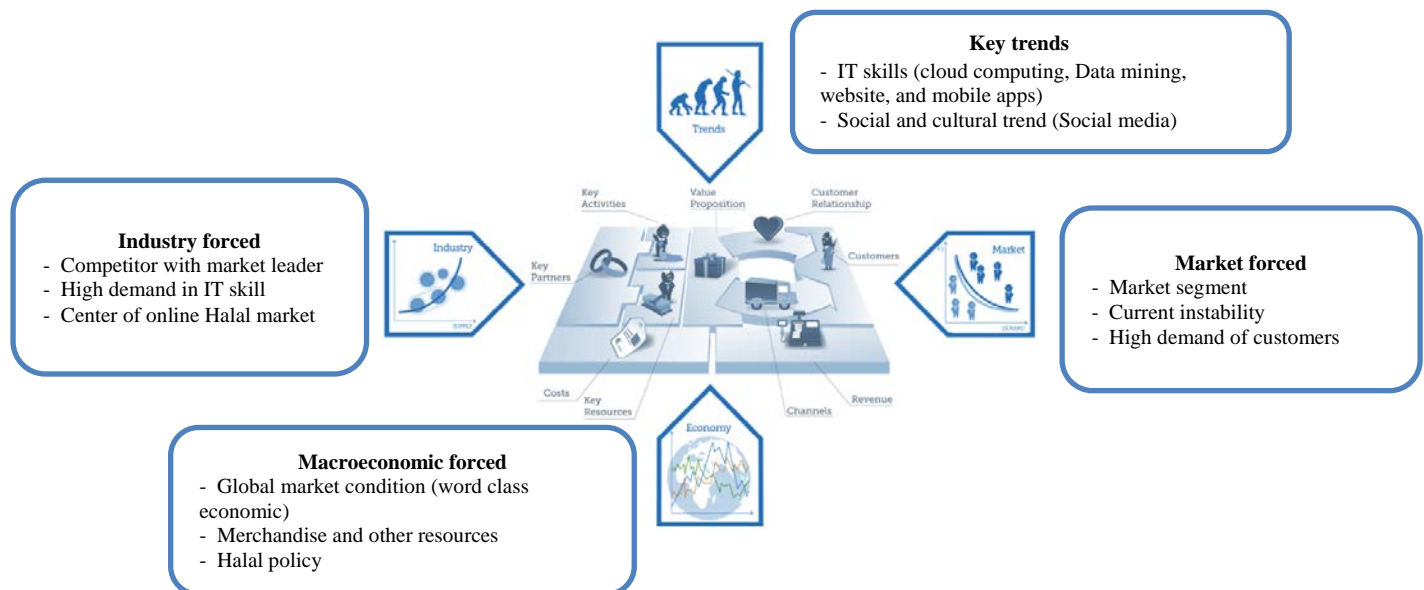 Key trends
- IT skills (cloud computing, Data mining,
website, and mobile apps)
- Social and cultural trend (Social media)
Trends
Industry forced
- Competitor with market leader
- High demand in IT skill
- Center of online Halal market
Industry
SUPPLY
Key
Activities
Value
Proposition
Customer
Relationship
Key
Partners
Customers
Costs
Key
Resources
Channels
Revenue
Market
DEMAND
Market forced
- Market segment
- Current instability
- High demand of customers
Macroeconomic forced
- Global market condition (word class
economic)
- Merchandise and other resources
- Halal policy
Economy